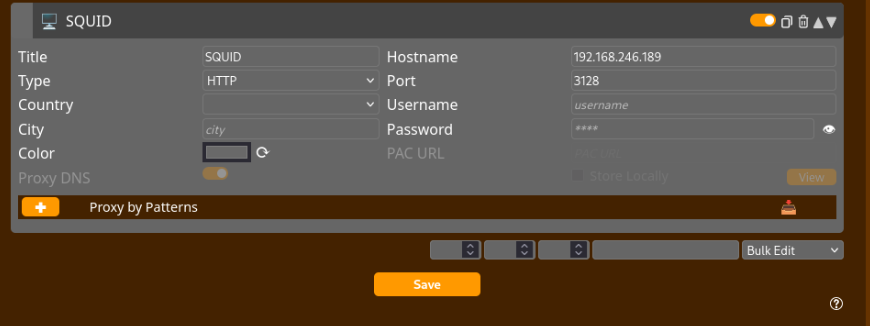 SQUID
Title SQUID Hostname 192.168.246.189
Type HTTP Port 3128
Country Username username
City city Password ****
Color PAC URL
Proxy DNS Store Locally View
Proxy by Patterns
Bulk Edit
Save